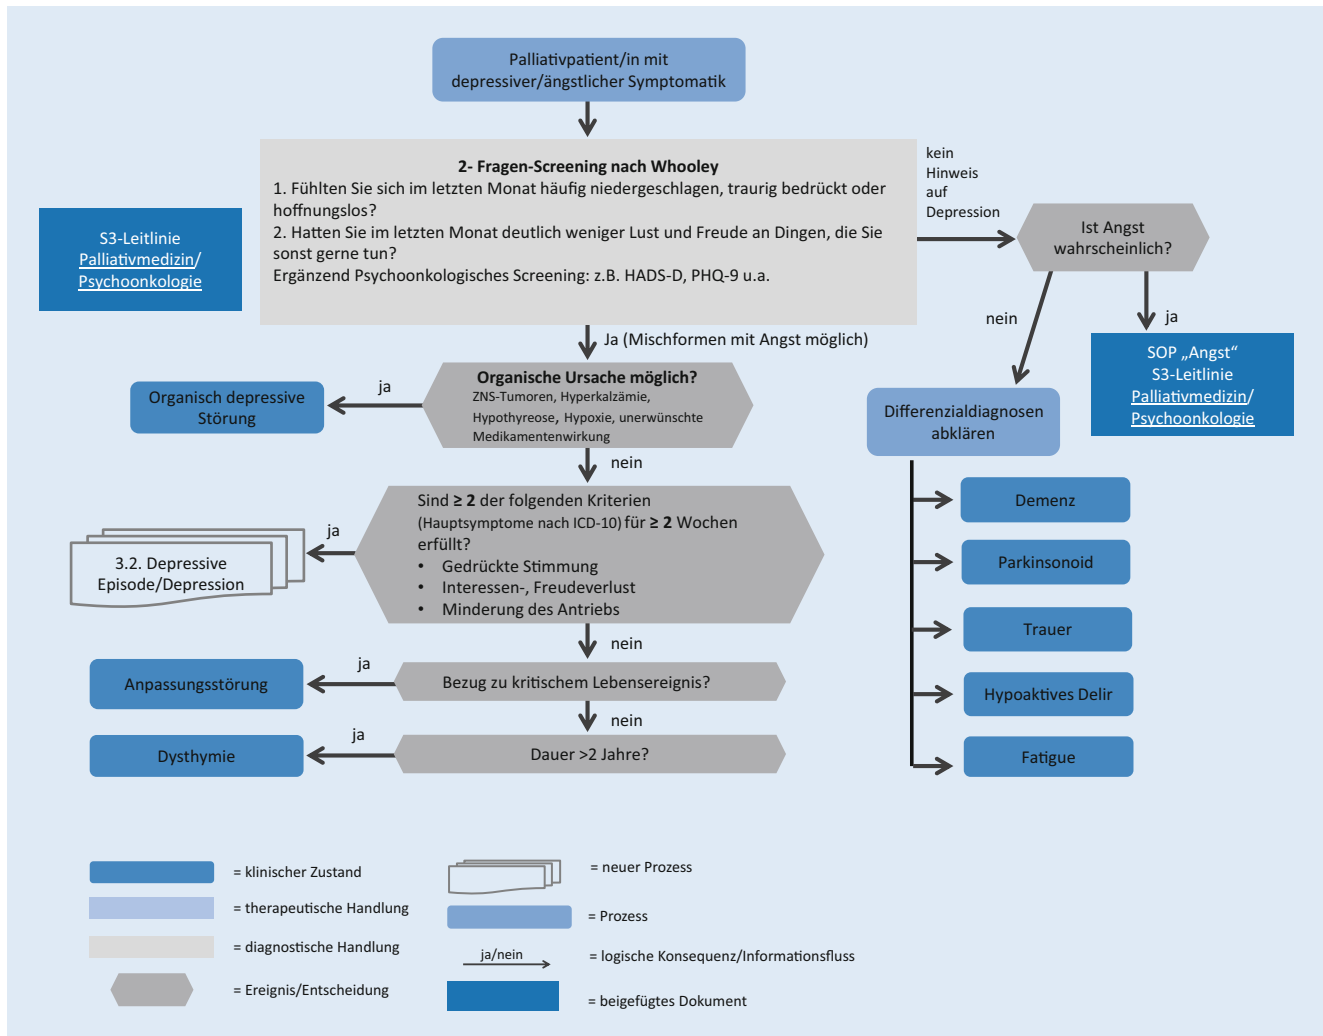 Palliativpatient/in mit
depressiver/ängstlicher Symptomatik
2- Fragen-Screening nach Whooley
1. Fühlten Sie sich im letzten Monat häufig niedergeschlagen, traurig bedrückt oder
hoffnungslos?
2. Hatten Sie im letzten Monat deutlich weniger Lust und Freude an Dingen, die Sie
sonst gerne tun?
Ergänzend Psychoonkologisches Screening: z.B. HADS-D, PHQ-9 u.a.
kein
Hinweis
auf
Depression
Ist Angst
wahrscheinlich?
S3-Leitlinie
Palliativmedizin/
Psychoonkologie
nein
ja
SOP „Angst“
S3-Leitlinie
Palliativmedizin/
Psychoonkologie
Ja (Mischformen mit Angst möglich)
Organische Ursache möglich?
ZNS-Tumoren, Hyperkalzämie,
Hypothyreose, Hypoxie, unerwünschte
Medikamentenwirkung
ja
Organisch depressive
Störung
Differenzialdiagnosen
abklären
nein
Sind ≥ 2 der folgenden Kriterien
(Hauptsymptome nach ICD-10) für ≥ 2 Wochen
erfüllt?
• Gedrückte Stimmung
• Interessen-, Freudeverlust
• Minderung des Antriebs
ja
3.2. Depressive
Episode/Depression
Demenz
Parkinsonoid
Trauer
Hypoaktives Delir
Fatigue
nein
Bezug zu kritischem Lebensereignis?
ja
Anpassungsstörung
nein
Dauer >2 Jahre?
ja
Dysthymie
= klinischer Zustand
= therapeutische Handlung
= diagnostische Handlung
= Ereignis/Entscheidung
= neuer Prozess
= Prozess
ja/nein
= logische Konsequenz/Informationsfluss
= beigefügtes Dokument